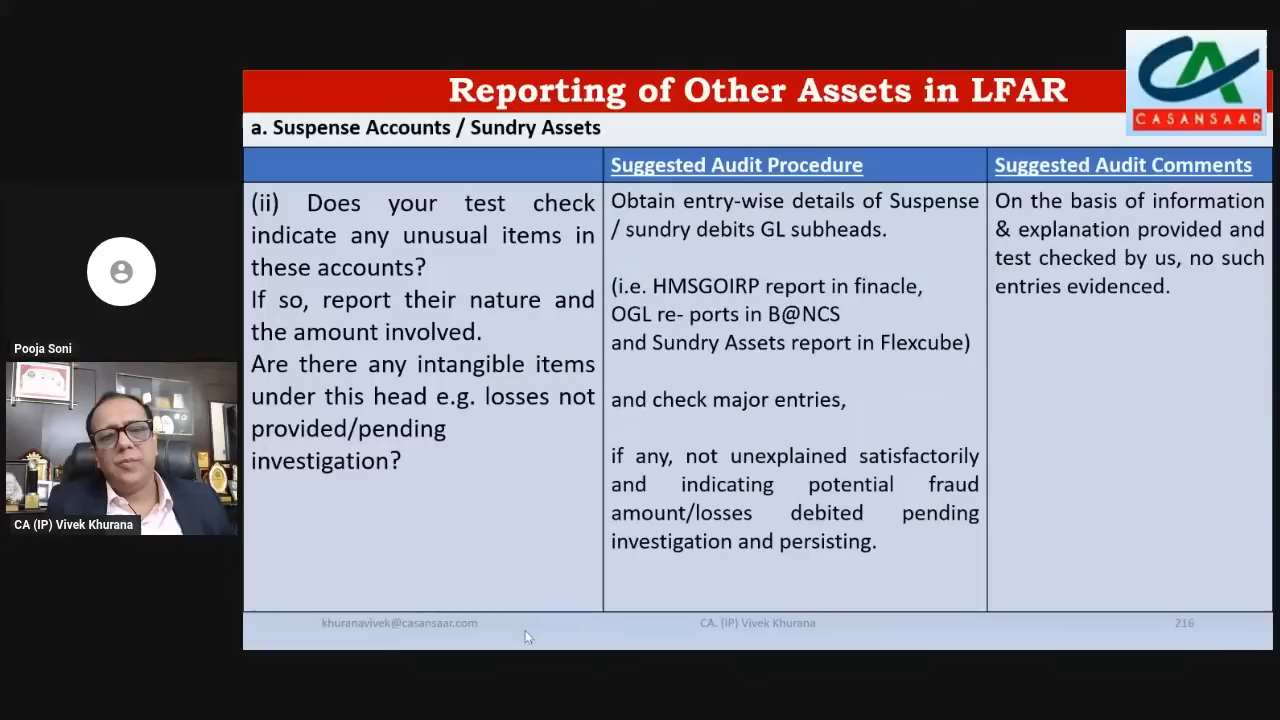 Reporting of Other Assets in LFAR
CA
CASANSAAR
a. Suspense Accounts / Sundry Assets
Suggested Audit Procedure
Suggested Audit Comments
(ii) Does your test check
indicate any unusual items in
these accounts?
If so, report their nature and
the amount involved.
Are there any intangible items
under this head e.g. losses not
provided/pending
investigation?
Obtain entry-wise details of Suspense
/ sundry debits GL subheads.
(i.e. HMSGOIRP report in finacle,
OGL re- ports in B@NCS
and Sundry Assets report in Flexcube)
and check major entries,
if any, not unexplained satisfactorily
and indicating potential fraud
amount/losses debited pending
investigation and persisting.
On the basis of information
& explanation provided and
test checked by us, no such
entries evidenced.
Pooja Soni
CA (IP) Vivek Khurana
khuranavivek@casansaar.com
CA. (IP) Vivek Khurana
216